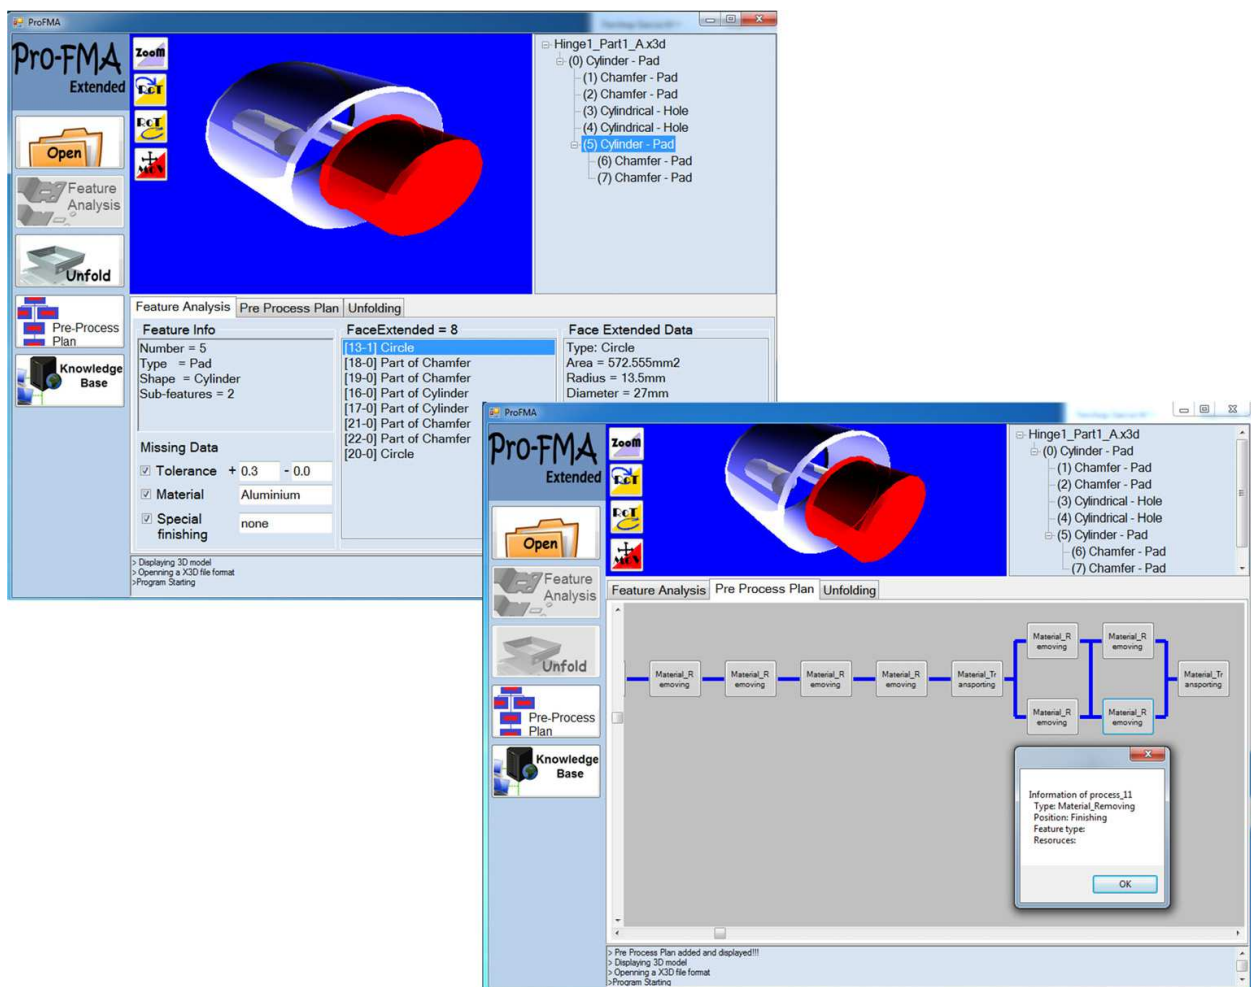 ProFMA
Pro-FMA
Extended
Open
Feature
Analysis
Unfold
Pre-Process
Plan
Knowledge
Base
ZooM
RoT
RoT
MOV
Hinge1_Part1_A.x3d
(0) Cylinder - Pad
(1) Chamfer - Pad
(2) Chamfer - Pad
(3) Cylindrical - Hole
(4) Cylindrical - Hole
(5) Cylinder - Pad
(6) Chamfer - Pad
(7) Chamfer - Pad
Feature Analysis Pre Process Plan Unfolding
Feature Info
Number = 5
Type = Pad
Shape = Cylinder
Sub-features = 2
Missing Data
Tolerance + 0.3 - 0.0
Material Aluminium
Special
finishing
none
FaceExtended = 8
[13-1] Circle
[18-0] Part of Chamfer
[19-0] Part of Chamfer
[16-0] Part of Cylinder
[17-0] Part of Cylinder
[21-0] Part of Chamfer
[22-0] Part of Chamfer
[20-0] Circle
Face Extended Data
Type: Circle
Area = 572.555mm2
Radius = 13.5mm
Diameter = 27mm
> Displaying 3D model
> Openning a X3D file format
>Program Starting
ProFMA
Pro-FMA
Extended
Open
Feature
Analysis
Unfold
Pre-Process
Plan
Knowledge
Base
ZooM
RoT
RoT
MOV
Hinge1_Part1_A.x3d
(0) Cylinder - Pad
(1) Chamfer - Pad
(2) Chamfer - Pad
(3) Cylindrical - Hole
(4) Cylindrical - Hole
(5) Cylinder - Pad
(6) Chamfer - Pad
(7) Chamfer - Pad
Feature Analysis Pre Process Plan Unfolding
Material_R
emoving
Material_R
emoving
Material_R
emoving
Material_R
emoving
Material_Tr
ansporting
Material_R
emoving
Material_R
emoving
Material_R
emoving
Material_R
emoving
Material_Tr
ansporting
Information of process_11
Type: Material_Removing
Position: Finishing
Feature type:
Resoruces:
OK
> Pre Process Plan added and displayed!!!
> Displaying 3D model
> Openning a X3D file format
>Program Starting